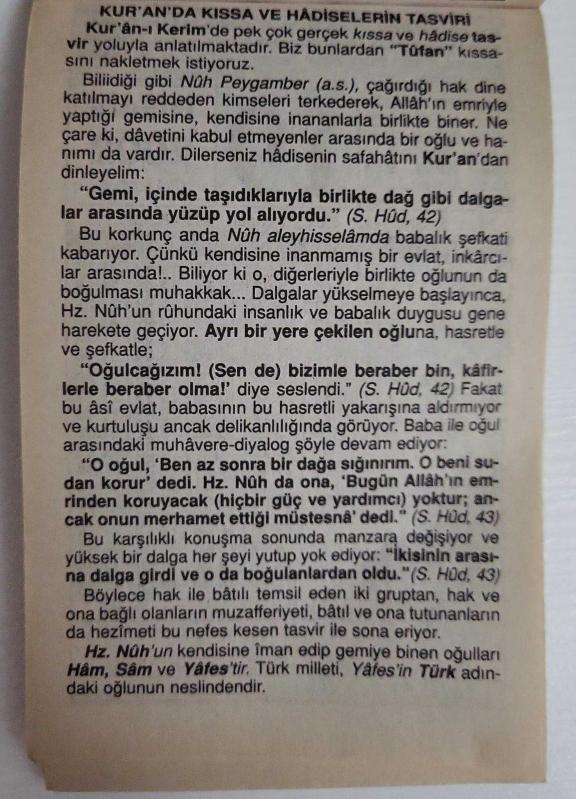 KUR'AN'DA KISSA VE HÂDİSELERİN TASVİRİ
Kur'ân-ı Kerim'de pek çok gerçek kıssa ve hâdise tas-
vir yoluyla anlatılmaktadır. Biz bunlardan "Tûfan" kıssa-
sını nakletmek istiyoruz.
Biliidiği gibi Nûh Peygamber (a.s.), çağırdığı hak dine
katılmayı reddeden kimseleri terkederek, Allâh'ın emriyle
yaptığı gemisine, kendisine inananlarla birlikte biner. Ne
çare ki, dâvetini kabul etmeyenler arasında bir oğlu ve ha-
nımı da vardır. Dilerseniz hâdisenin safahâtını Kur'an'dan
dinleyelim:
"Gemi, içinde taşıdıklarıyla birlikte dağ gibi dalga-
lar arasında yüzüp yol alıyordu." (S. Hûd, 42)
Bu korkunç anda Nûh aleyhisselâmda babalık şefkati
kabarıyor. Çünkü kendisine inanmamış bir evlat, inkârcı-
lar arasında!.. Biliyor ki o, diğerleriyle birlikte oğlunun da
boğulması muhakkak... Dalgalar yükselmeye başlayınca,
Hz. Nûh'un rûhundaki insanlık ve babalık duygusu gene
harekete geçiyor. Ayrı bir yere çekilen oğluna, hasretle
ve şefkatle;
"Oğulcağızım! (Sen de) bizimle beraber bin, kâfir-
lerle beraber olma!' diye seslendi." (S. Hûd, 42) Fakat
bu âsî evlat, babasının bu hasretli yakarışına aldırmıyor
ve kurtuluşu ancak delikanlılığında görüyor. Baba ile oğul
arasındaki muhâvere-diyalog şöyle devam ediyor:
"O oğul, 'Ben az sonra bir dağa sığınırım. O beni su-
dan korur' dedi. Hz. Nûh da ona, 'Bugün Allâh'ın em-
rinden koruyacak (hiçbir güç ve yardımcı) yoktur; an-
cak onun merhamet ettiği müstesnâ' dedi." (S. Hûd, 43)
Bu karşılıklı konuşma sonunda manzara değişiyor ve
yüksek bir dalga her şeyi yutup yok ediyor: "İkisinin arası-
na dalga girdi ve o da boğulanlardan oldu." (S. Hûd, 43)
Böylece hak ile bâtılı temsil eden iki gruptan, hak ve
ona bağlı olanların muzafferiyeti, bâtıl ve ona tutunanların
da hezîmeti bu nefes kesen tasvir ile sona eriyor.
Hz. Nûh'un kendisine îman edip gemiye binen oğulları
Hâm, Sâm ve Yâfes'tir. Türk milleti, Yâfes'in Türk adın-
daki oğlunun neslindendir.